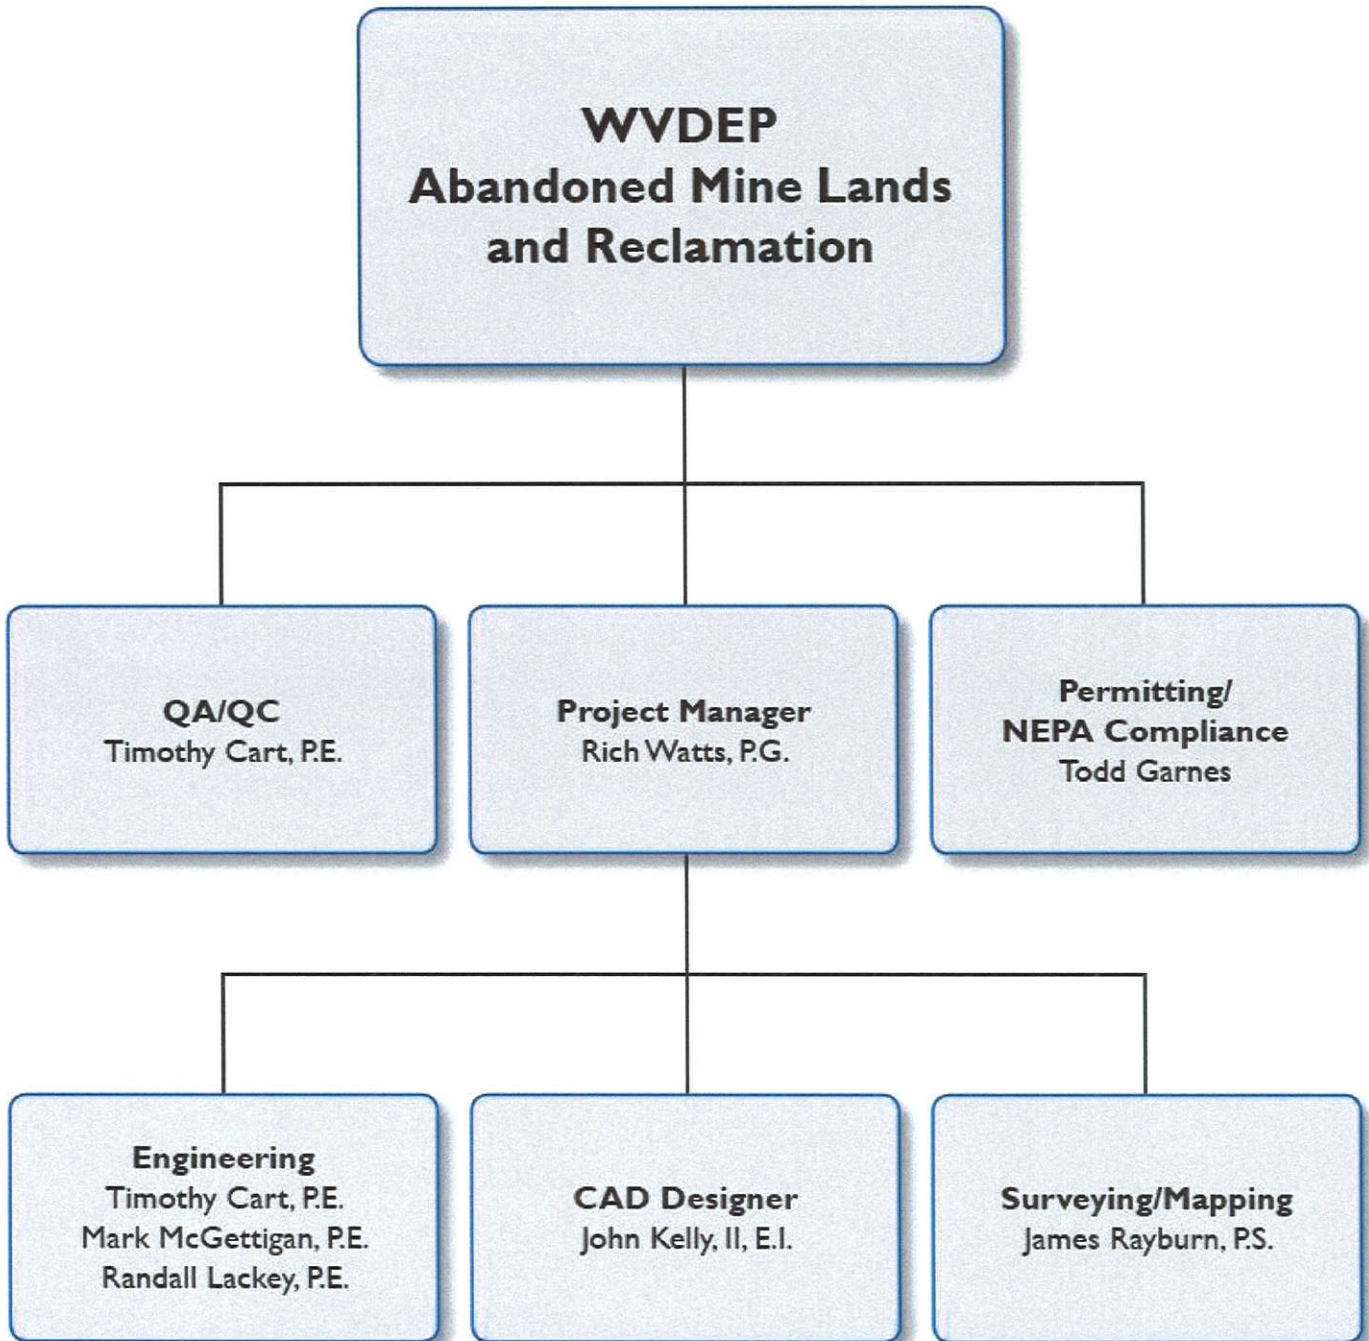 WVDEP
Abandoned Mine Lands
and Reclamation
QA/QC
Timothy Cart, P.E.
Project Manager
Rich Watts, P.G.
Permitting/
NEPA Compliance
Todd Garnes
Engineering
Timothy Cart, P.E.
Mark McGettigan, P.E.
Randall Lackey, P.E.
CAD Designer
John Kelly, II, E.I.
Surveying/Mapping
James Rayburn, P.S.